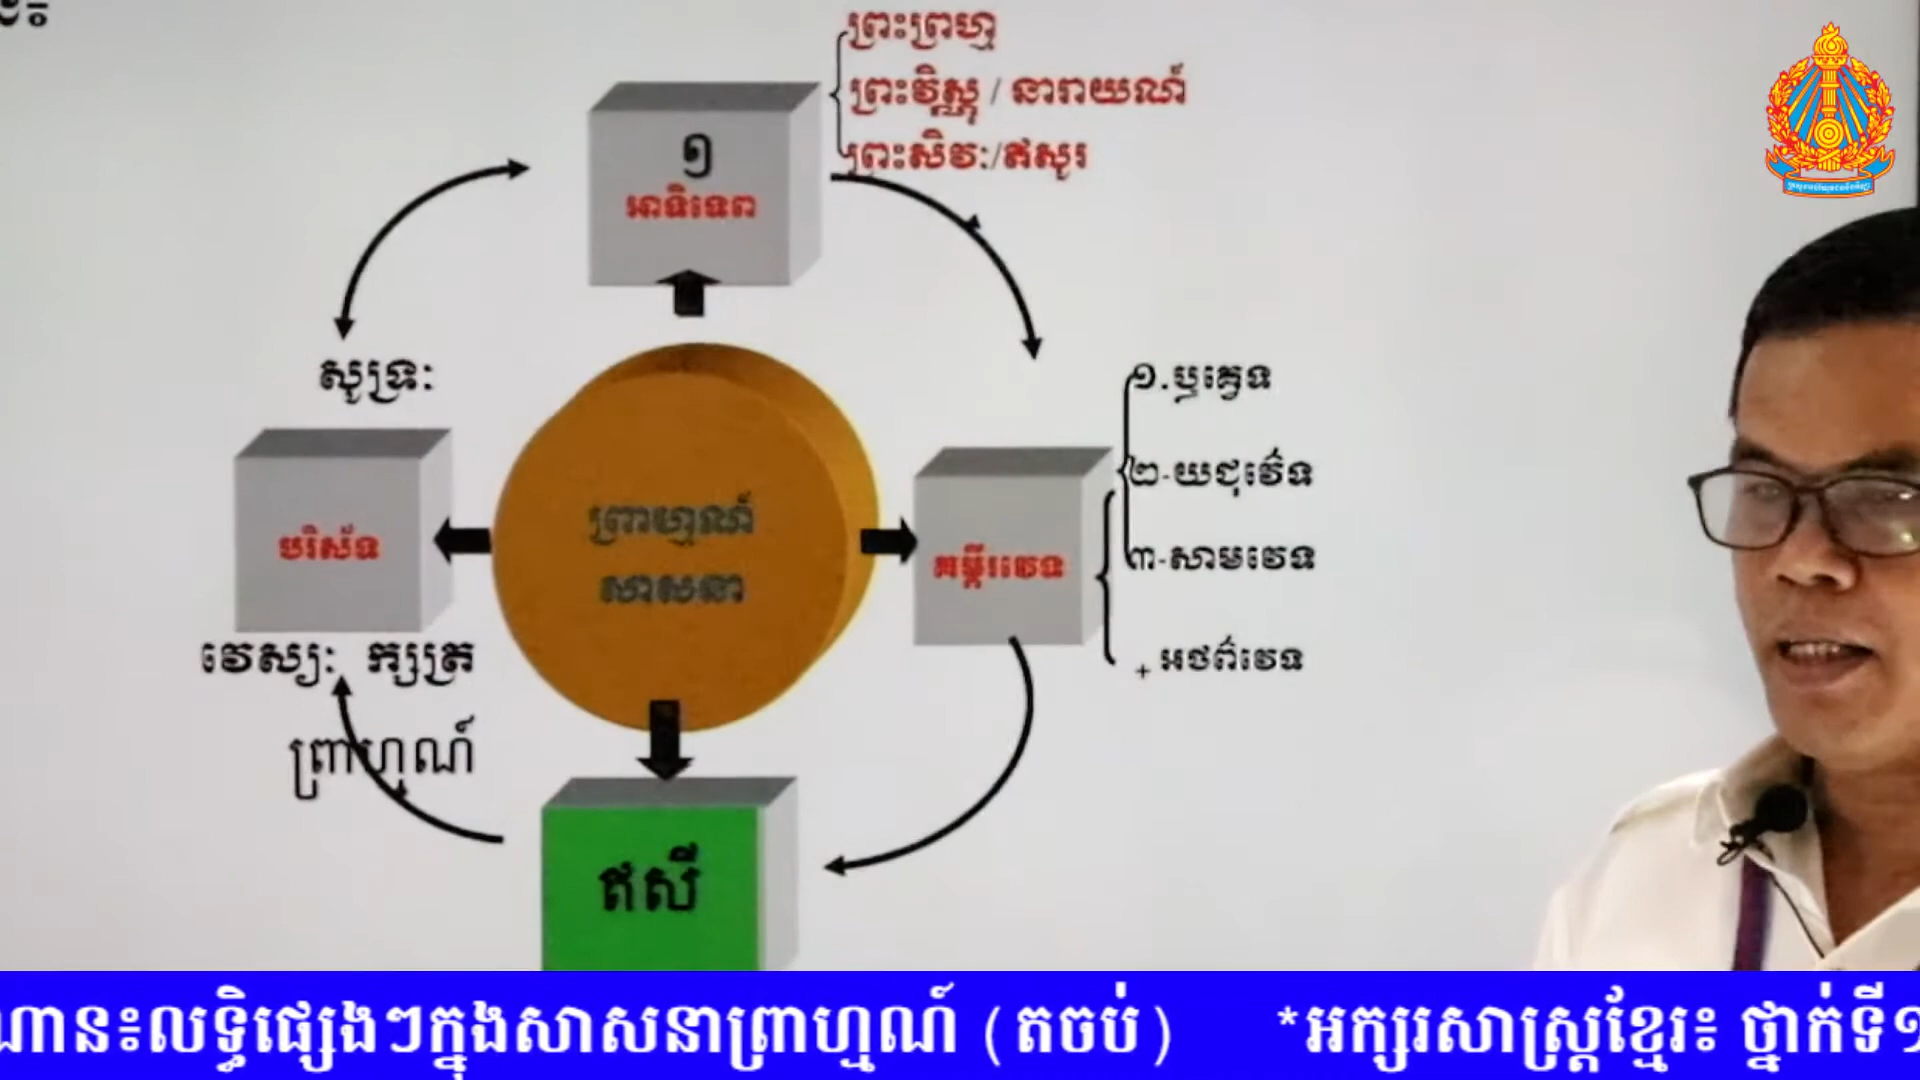 ព្រះព្រហ្ម
ព្រះវិស្ណុ / នារាយណ៍
ព្រះសិវៈ/ឥសូរ
១
អាទិទេព
សូទ្រៈ
១.ឫគ្វេទ
២-យជុវ៌េទ
៣-សាមវេទ
+ អថព៌វេទ
ព្រាហ្មណ៍
សាសនា
បរិស័ទ
គម្ពីរវេទ
វេស្យៈ ក្សត្រ
ព្រាហ្មណ៍
ឥសី
ណាន៖លទ្ធិផ្សេងៗក្នុងសាសនាព្រាហ្មណ៍ (តចប់) *អក្សរសាស្ត្រខ្មែរ៖ ថ្នាក់ទី១